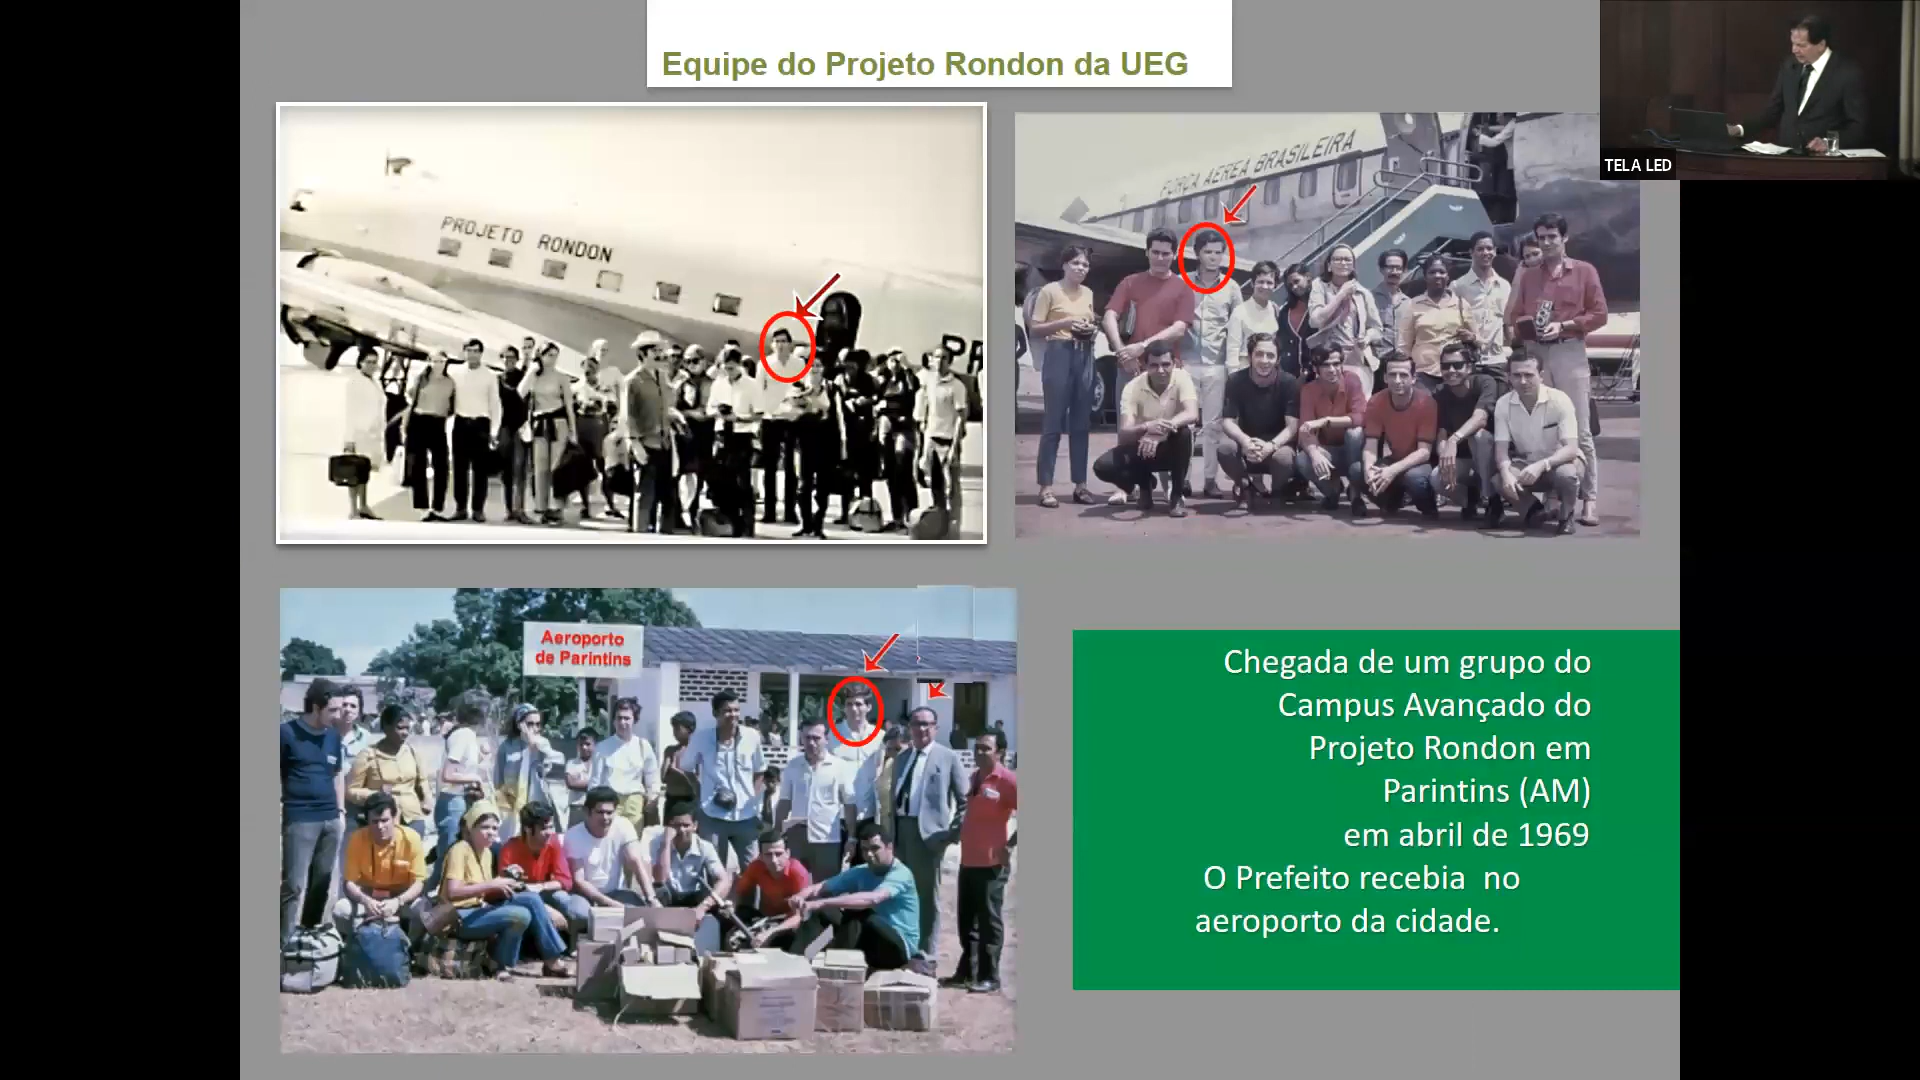 Equipe do Projeto Rondon da UEG
PROJETO RONDON
PR
FORÇA AEREA BRASILEIRA
TELA LED
Aeroporto
de Parintins
Chegada de um grupo do
Campus Avançado do
Projeto Rondon em
Parintins (AM)
em abril de 1969
O Prefeito recebia no
aeroporto da cidade.